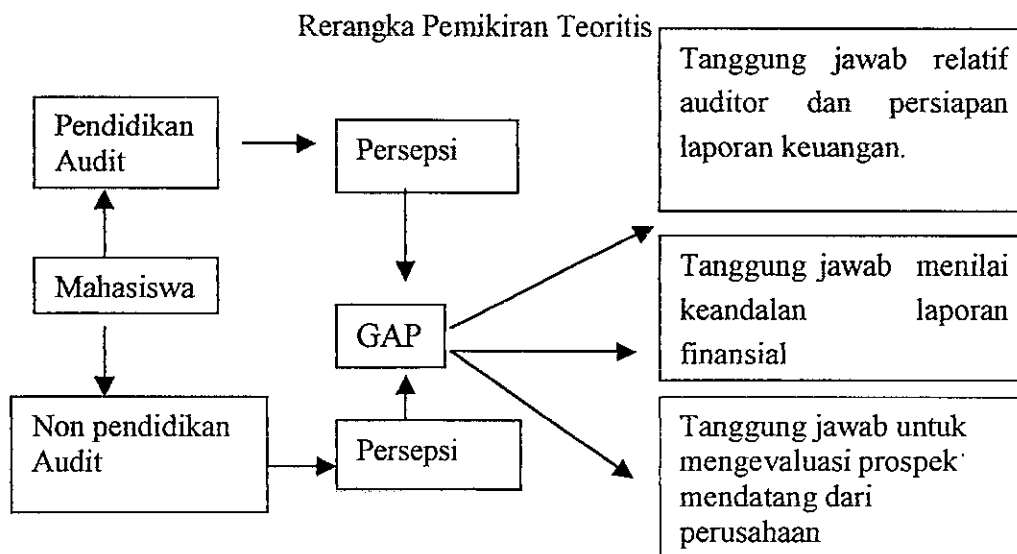 Rerangka Pemikiran Teoritis
Pendidikan
Audit
Persepsi
Tanggung jawab relatif
auditor dan persiapan
laporan keuangan.
Mahasiswa
GAP
Tanggung jawab menilai
keandalan laporan
finansial
Non pendidikan
Audit
Persepsi
Tanggung jawab untuk
mengevaluasi prospek
mendatang dari
perusahaan